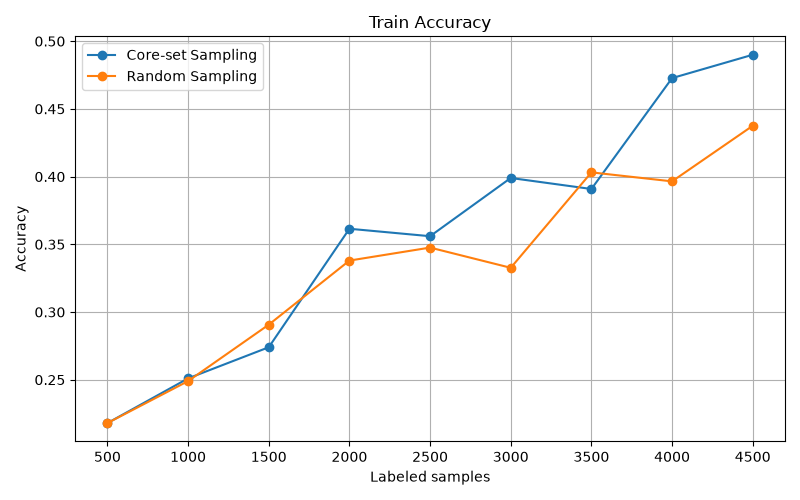 Train Accuracy
Core-set Sampling
Random Sampling
0.50
0.45
0.40
0.35
0.30
0.25
Accuracy
500 1000 1500 2000 2500 3000 3500 4000 4500
Labeled samples